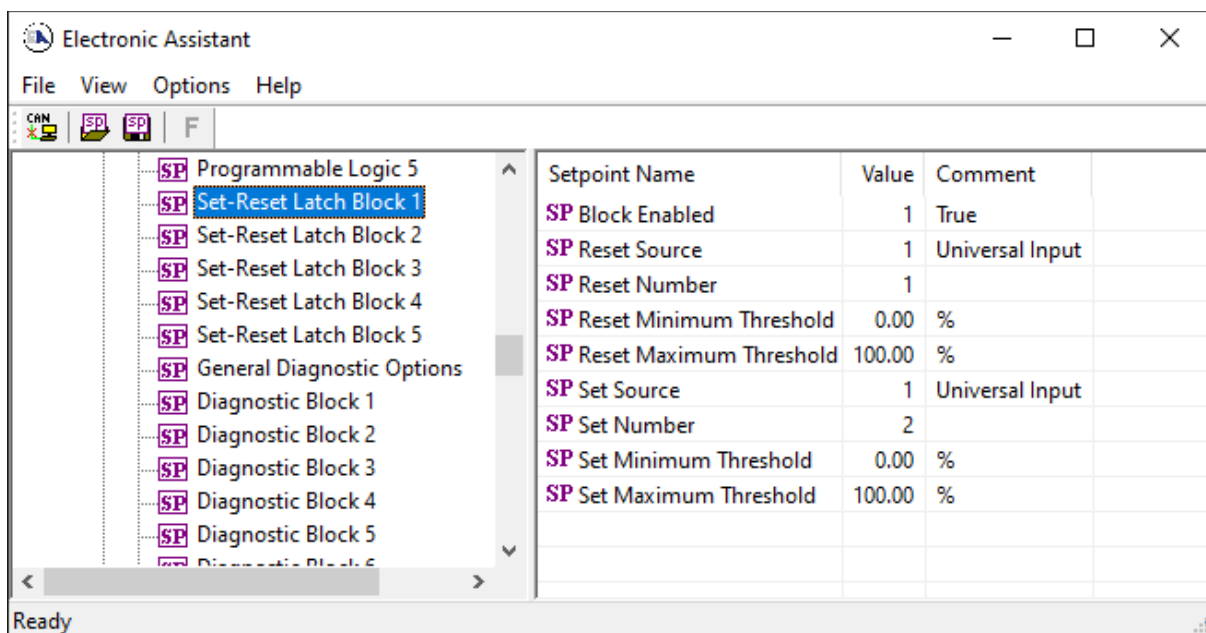 Electronic Assistant
File View Options Help
CAN SP SP F
SP Programmable Logic 5
SP Set-Reset Latch Block 1
SP Set-Reset Latch Block 2
SP Set-Reset Latch Block 3
SP Set-Reset Latch Block 4
SP Set-Reset Latch Block 5
SP General Diagnostic Options
SP Diagnostic Block 1
SP Diagnostic Block 2
SP Diagnostic Block 3
SP Diagnostic Block 4
SP Diagnostic Block 5
SP Diagnostic Block 6
Setpoint Name Value Comment
SP Block Enabled 1 True
SP Reset Source 1 Universal Input
SP Reset Number 1
SP Reset Minimum Threshold 0.00 %
SP Reset Maximum Threshold 100.00 %
SP Set Source 1 Universal Input
SP Set Number 2
SP Set Minimum Threshold 0.00 %
SP Set Maximum Threshold 100.00 %
Ready